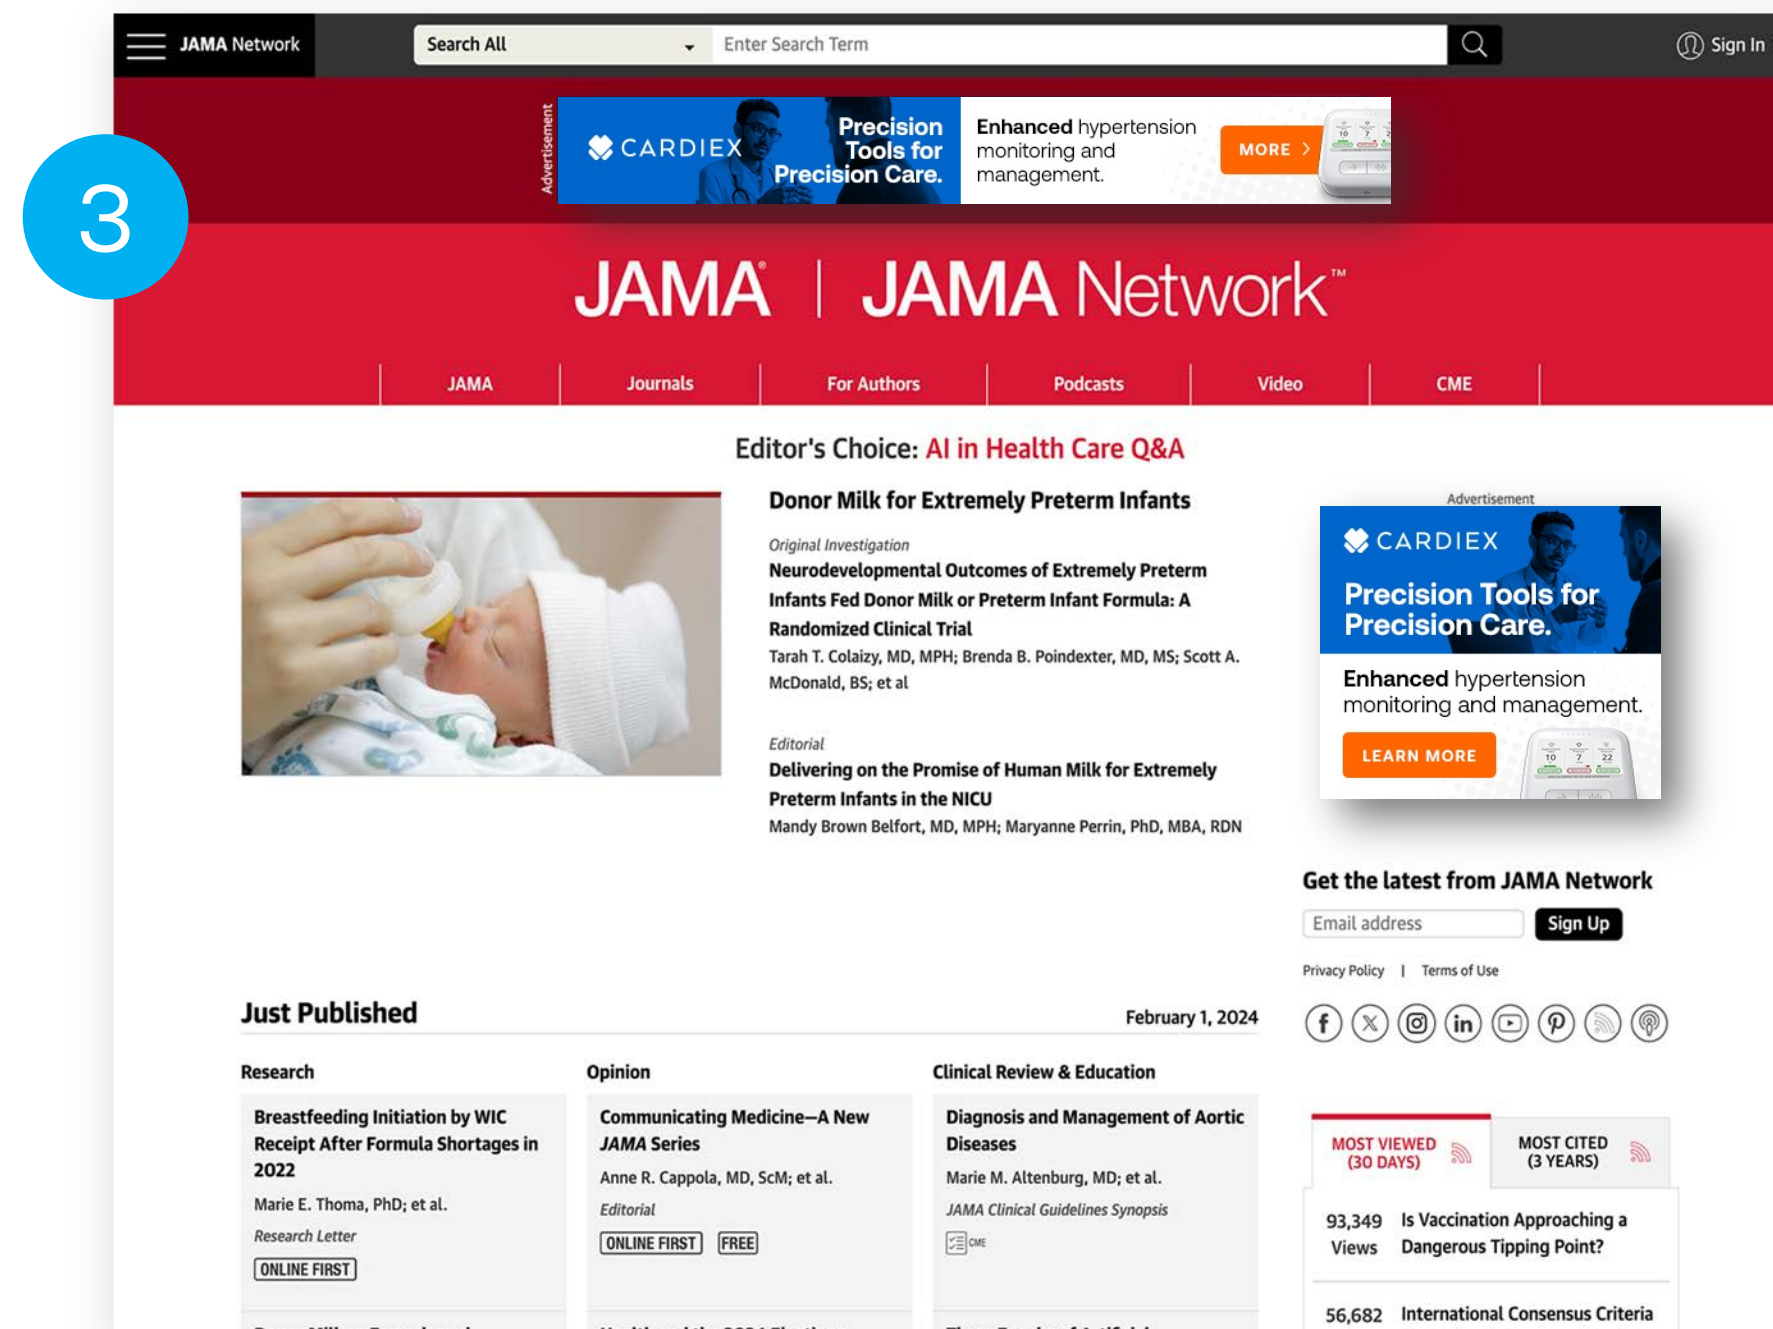 JAMA Network
Search All
Enter Search Term
Sign In
3
Advertisement
CARDIEX
Precision
Tools for
Precision Care.
Enhanced hypertension
monitoring and
management.
MORE >
JAMA® | JAMA Network™
JAMA
Journals
For Authors
Podcasts
Video
CME
Editor's Choice: AI in Health Care Q&A
Donor Milk for Extremely Preterm Infants
Original Investigation
Neurodevelopmental Outcomes of Extremely Preterm
Infants Fed Donor Milk or Preterm Infant Formula: A
Randomized Clinical Trial
Tarah T. Colaizy, MD, MPH; Brenda B. Poindexter, MD, MS; Scott A.
McDonald, BS; et al
Editorial
Delivering on the Promise of Human Milk for Extremely
Preterm Infants in the NICU
Mandy Brown Belfort, MD, MPH; Maryanne Perrin, PhD, MBA, RDN
Advertisement
CARDIEX
Precision Tools for
Precision Care.
Enhanced hypertension
monitoring and management.
LEARN MORE
10 7 22
Get the latest from JAMA Network
Email address
Sign Up
Privacy Policy | Terms of Use
Just Published
February 1, 2024
Research
Breastfeeding Initiation by WIC
Receipt After Formula Shortages in
2022
Marie E. Thoma, PhD; et al.
Research Letter
ONLINE FIRST
Opinion
Communicating Medicine—A New
JAMA Series
Anne R. Cappola, MD, ScM; et al.
Editorial
ONLINE FIRST FREE
Clinical Review & Education
Diagnosis and Management of Aortic
Diseases
Marie M. Altenburg, MD; et al.
JAMA Clinical Guidelines Synopsis
CME
MOST VIEWED
(30 DAYS)
MOST CITED
(3 YEARS)
93,349 Is Vaccination Approaching a
Views Dangerous Tipping Point?
56,682 International Consensus Criteria